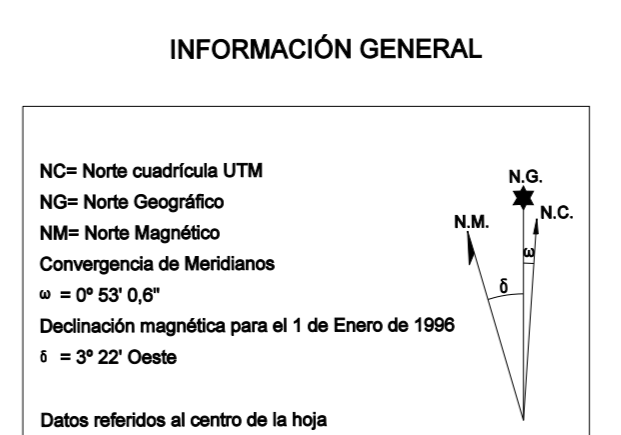 INFORMACIÓN GENERAL
NC= Norte cuadrícula UTM
NG= Norte Geográfico
NM= Norte Magnético
Convergencia de Meridianos
ω = 0º 53' 0,6"
Declinación magnética para el 1 de Enero de 1996
δ = 3º 22' Oeste
Datos referidos al centro de la hoja
N.G.
N.M.
N.C.
ω
δ